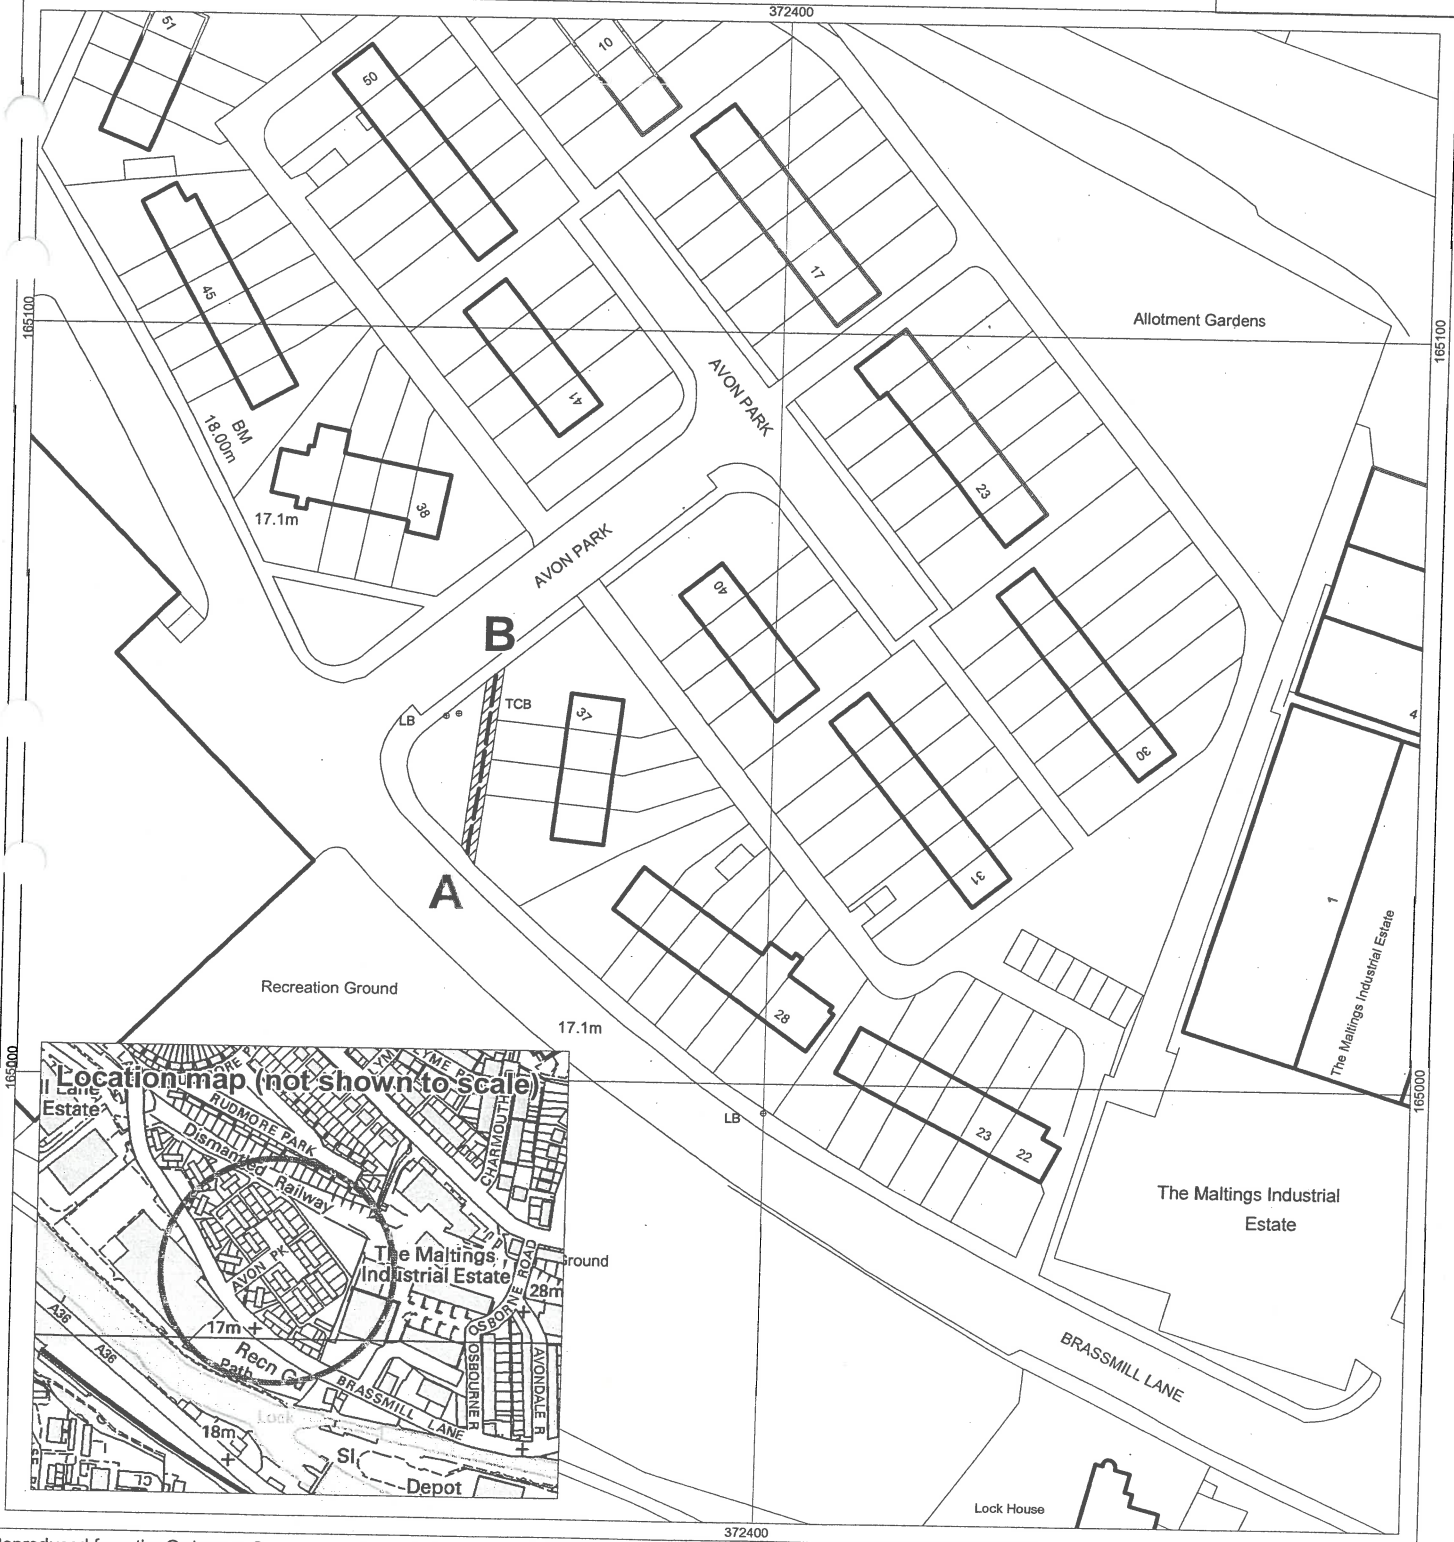 372400
51
10
50
17
45
165100
165100
Allotment Gardens
AVON PARK
41
BM
18.00m
38
17.1m
23
AVON PARK
40
B
TCB
37
LB
4
30
31
A
1
The Maltings Industrial Estate
Recreation Ground
28
17.1m
165000
165000
LB
23
22
The Maltings Industrial
Estate
BRASSMILL LANE
Lock House
372400
Location map (not shown to scale)
Estate
RUDMORE PARK
CHARMOUTH
Dismantled Railway
The Maltings
Industrial Estate
round
28m
AVON PK
OSBORNE ROAD
17m
A36
A36
Recn Gd
Path
BRASSMILL LANE
OSBOURNE R
AVONDALE R
Lock
18m
SI
Depot